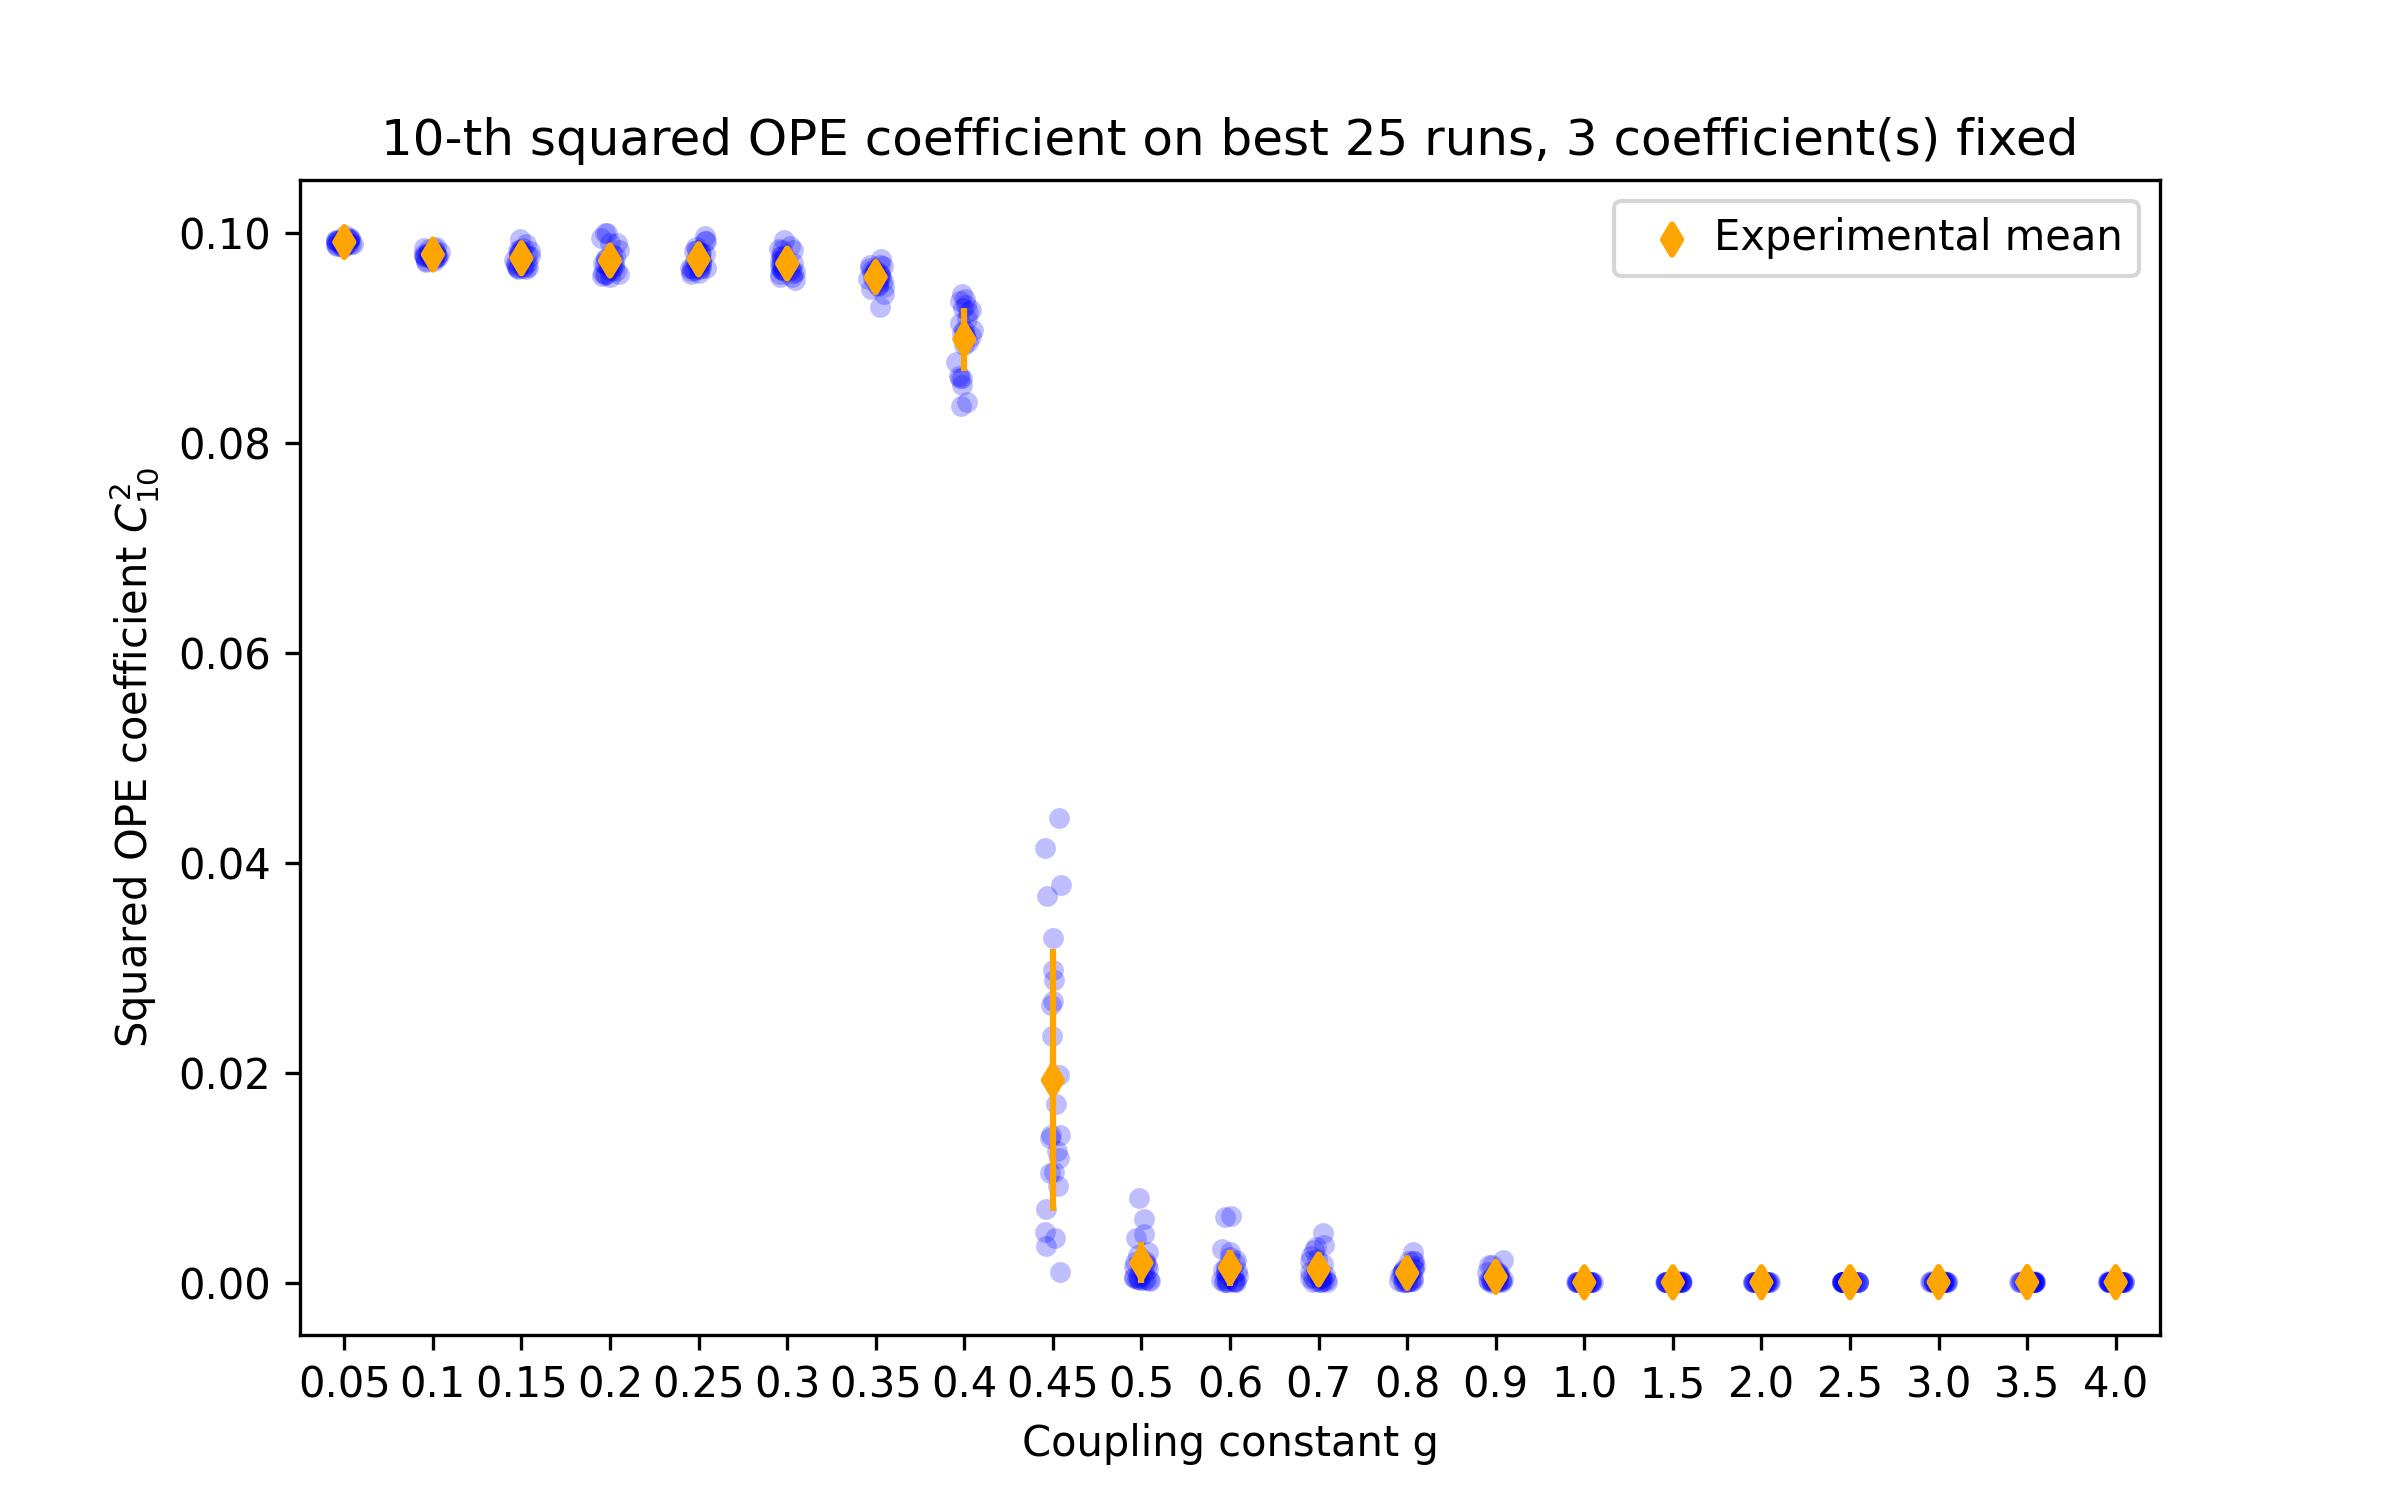 10-th squared OPE coefficient on best 25 runs, 3 coefficient(s) fixed
Experimental mean
Squared OPE coefficient $C_{10}^{2}$
0.10
0.08
0.06
0.04
0.02
0.00
0.05 0.1 0.15 0.2 0.25 0.3 0.35 0.4 0.45 0.5 0.6 0.7 0.8 0.9 1.0 1.5 2.0 2.5 3.0 3.5 4.0
Coupling constant g